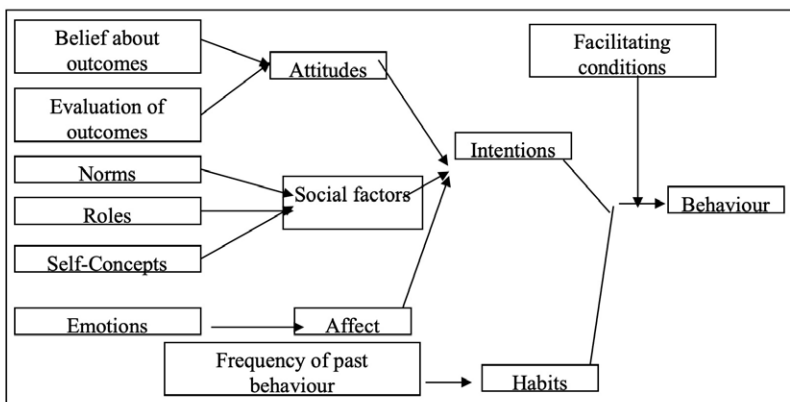 Belief about
outcomes
Evaluation of
outcomes
Norms
Roles
Self-Concepts
Emotions
Attitudes
Social factors
Affect
Frequency of past
behaviour
Facilitating
conditions
Intentions
Habits
Behaviour